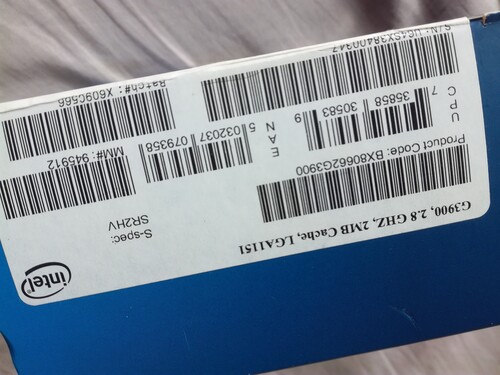 G3900, 2.8 GHZ, 2MB Cache, LGA1151
intel
Product Code: BX80662G3900
S-spec:
SR2HV
U P C
7 35858 30583 9
E A N
5 032037 079358
MM#: 945912
Batch#: X609C566